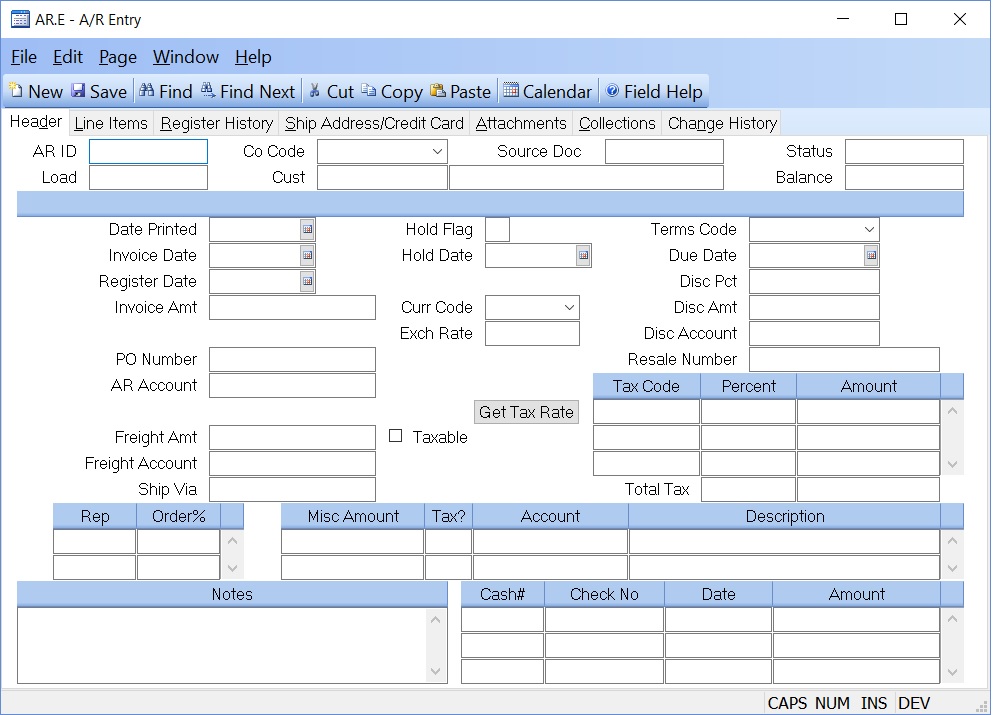 AR.E - A/R Entry
File Edit Page Window Help
New Save Find Find Next Cut Copy Paste Calendar Field Help
Header Line Items Register History Ship Address/Credit Card Attachments Collections Change History
AR ID Co Code Source Doc Status
Load Cust Balance
Date Printed Hold Flag Terms Code
Invoice Date Hold Date Due Date
Register Date Disc Pct
Invoice Amt Curr Code Disc Amt
Exch Rate Disc Account
PO Number Resale Number
AR Account Tax Code Percent Amount
Get Tax Rate
Freight Amt Taxable
Freight Account
Ship Via Total Tax
Rep Order% Misc Amount Tax? Account Description
Notes Cash# Check No Date Amount
CAPS NUM INS DEV